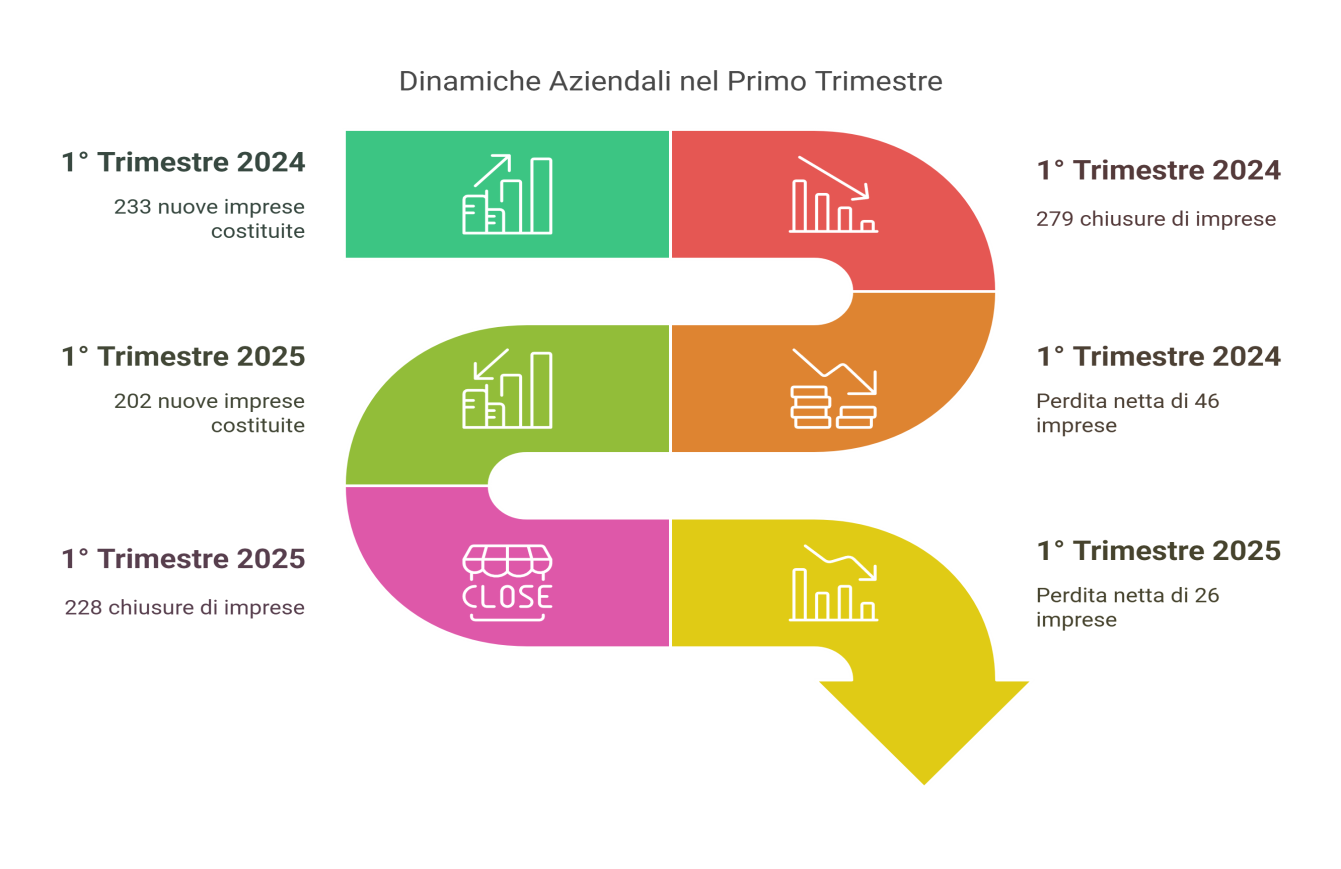 Dinamiche Aziendali nel Primo Trimestre
1° Trimestre 2024
233 nuove imprese
costituite
1° Trimestre 2024
279 chiusure di imprese
1° Trimestre 2024
Perdita netta di 46
imprese
1° Trimestre 2025
202 nuove imprese
costituite
1° Trimestre 2025
228 chiusure di imprese
CLOSE
1° Trimestre 2025
Perdita netta di 26
imprese